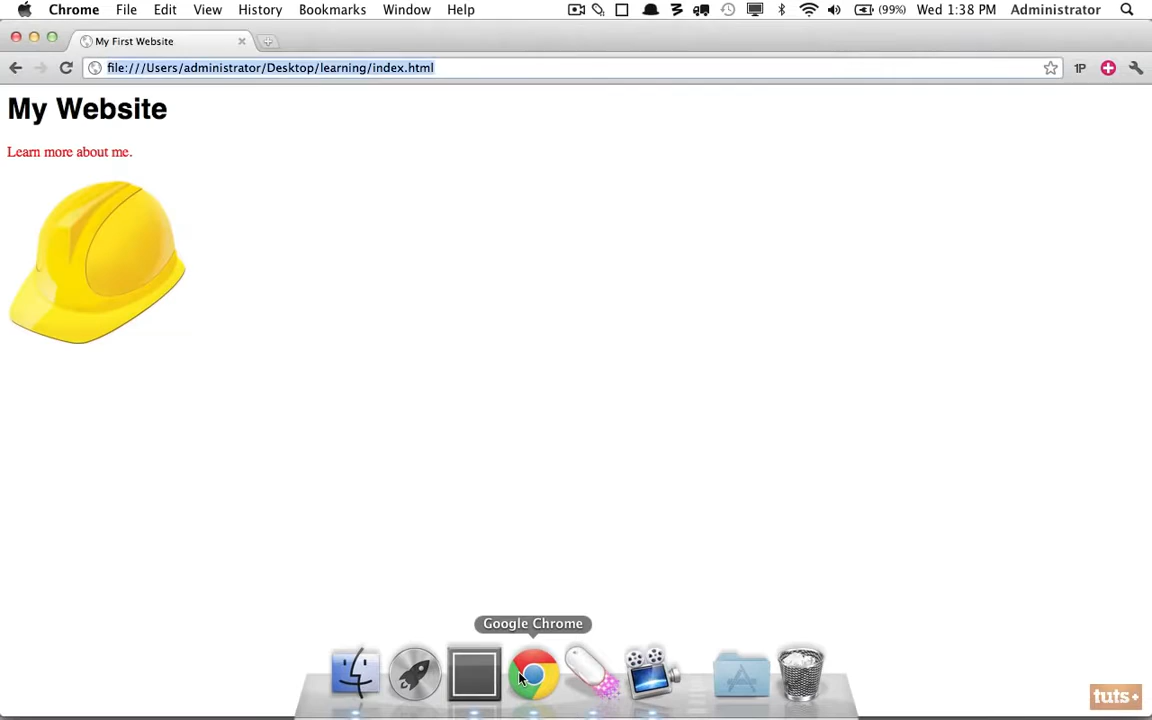 Chrome File Edit View History Bookmarks Window Help (99%) Wed 1:38 PM Administrator
My First Website
file:///Users/administrator/Desktop/learning/index.html 1P
My Website
Learn more about me.
Google Chrome
tuts+